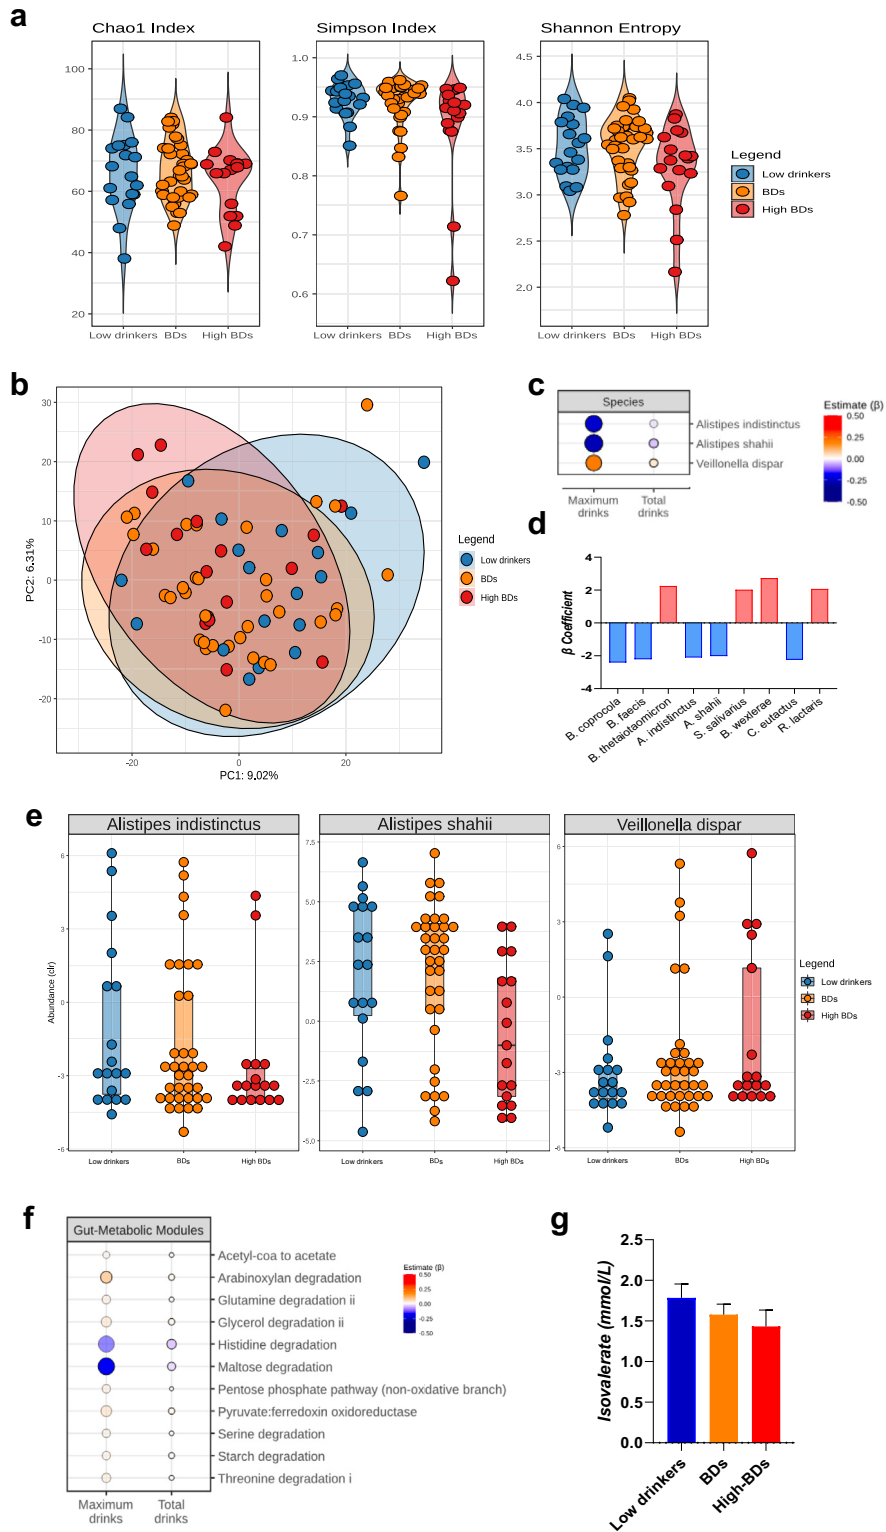 a
Chao1 Index
Simpson Index
Shannon Entropy
100
80
60
40
20
1.0
0.9
0.8
0.7
0.6
4.5
4.0
3.5
3.0
2.5
2.0
Low drinkers BDs High BDs
Low drinkers BDs High BDs
Low drinkers BDs High BDs
Legend
Low drinkers
BDs
High BDs
b
PC2: 6.31%
30
20
10
0
-10
-20
-20 0 20
PC1: 9.02%
Legend
Low drinkers
BDs
High BDs
c
Species
Alistipes indistinctus
Alistipes shahii
Veillonella dispar
Maximum drinks
Total drinks
Estimate (β)
0.50
0.25
0.00
-0.25
-0.50
d
β Coefficient
4
2
0
-2
-4
B. coprocola
B. faecis
B. thetaiotaomicron
A. indistinctus
A. shahii
S. salivarius
B. wexlerae
C. eutactus
R. lactaris
e
Alistipes indistinctus
Alistipes shahii
Veillonella dispar
Abundance (clr)
6
3
0
-3
-6
7.5
5.0
2.5
0.0
-2.5
-5.0
6
3
0
-3
-6
Low drinkers BDs High BDs
Low drinkers BDs High BDs
Low drinkers BDs High BDs
Legend
Low drinkers
BDs
High BDs
f
Gut-Metabolic Modules
Acetyl-coa to acetate
Arabinoxylan degradation
Glutamine degradation ii
Glycerol degradation ii
Histidine degradation
Maltose degradation
Pentose phosphate pathway (non-oxdative branch)
Pyruvate:ferredoxin oxidoreductase
Serine degradation
Starch degradation
Threonine degradation i
Maximum drinks
Total drinks
Estimate (β)
0.50
0.25
0.00
-0.25
-0.50
g
Isovalerate (mmol/L)
2.5
2.0
1.5
1.0
0.5
0.0
Low drinkers
BDs
High-BDs